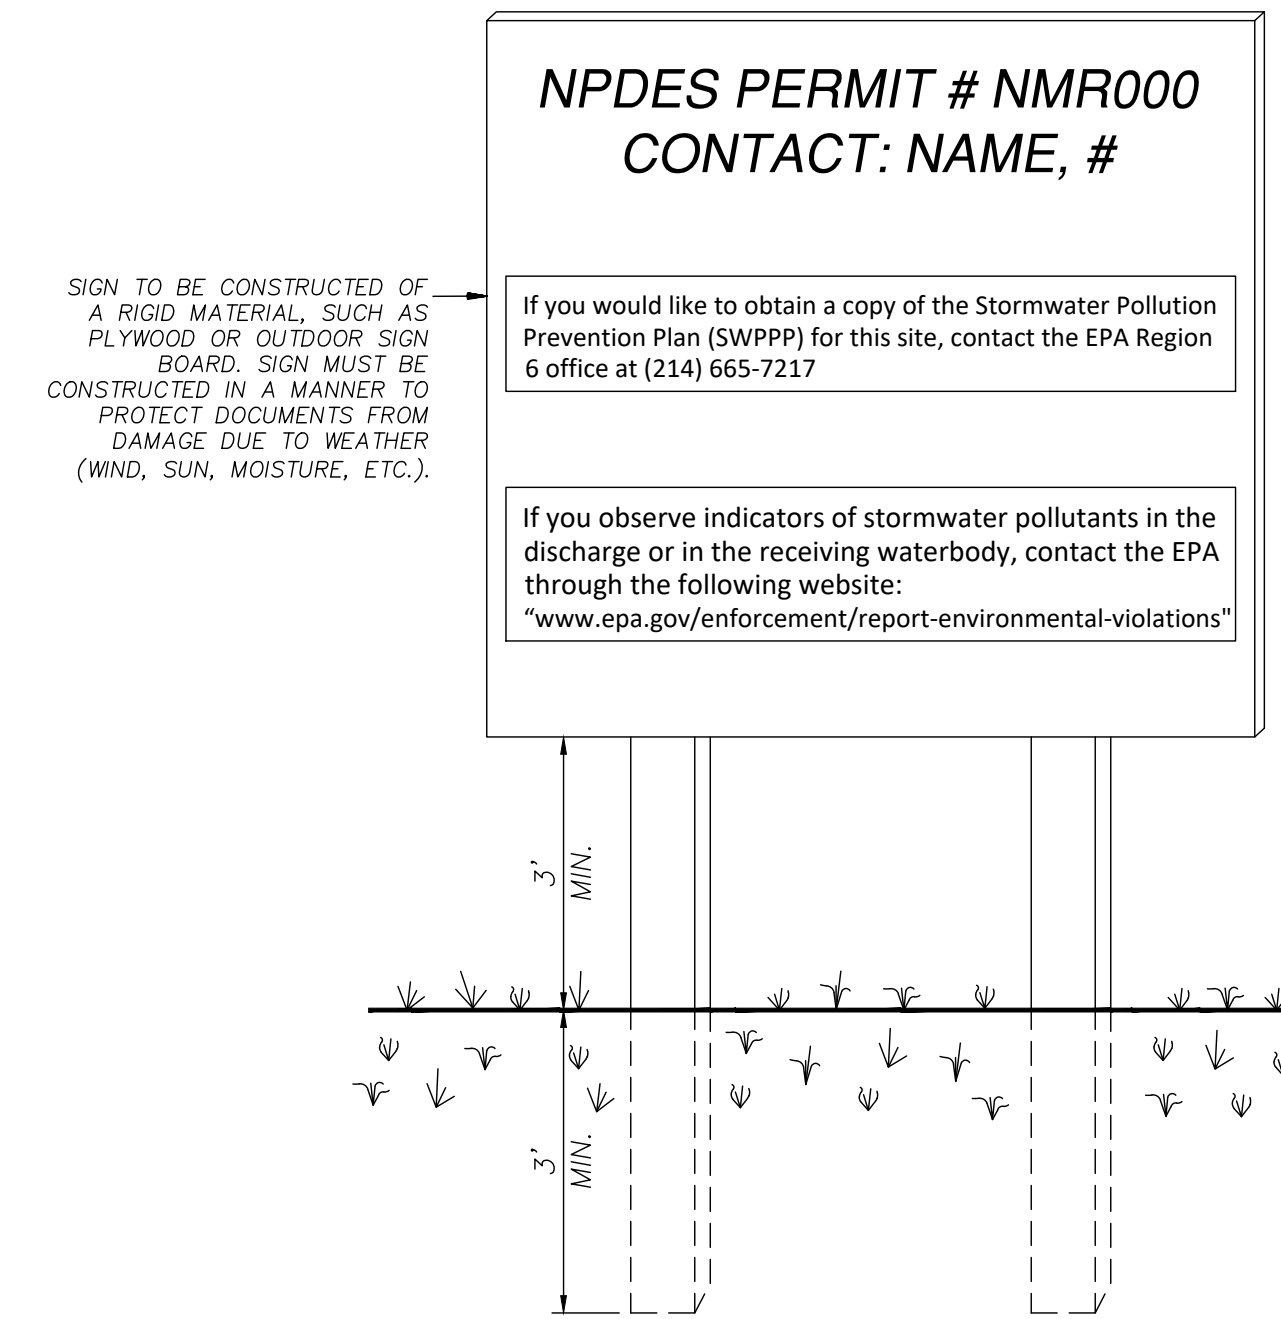 NPDES PERMIT # NMR000
CONTACT: NAME, #
SIGN TO BE CONSTRUCTED OF
A RIGID MATERIAL, SUCH AS
PLYWOOD OR OUTDOOR SIGN
BOARD. SIGN MUST BE
CONSTRUCTED IN A MANNER TO
PROTECT DOCUMENTS FROM
DAMAGE DUE TO WEATHER
(WIND, SUN, MOISTURE, ETC.).
If you would like to obtain a copy of the Stormwater Pollution
Prevention Plan (SWPPP) for this site, contact the EPA Region
6 office at (214) 665-7217
If you observe indicators of stormwater pollutants in the
discharge or in the receiving waterbody, contact the EPA
through the following website:
“www.epa.gov/enforcement/report-environmental-violations"
3'
MIN.
3'
MIN.